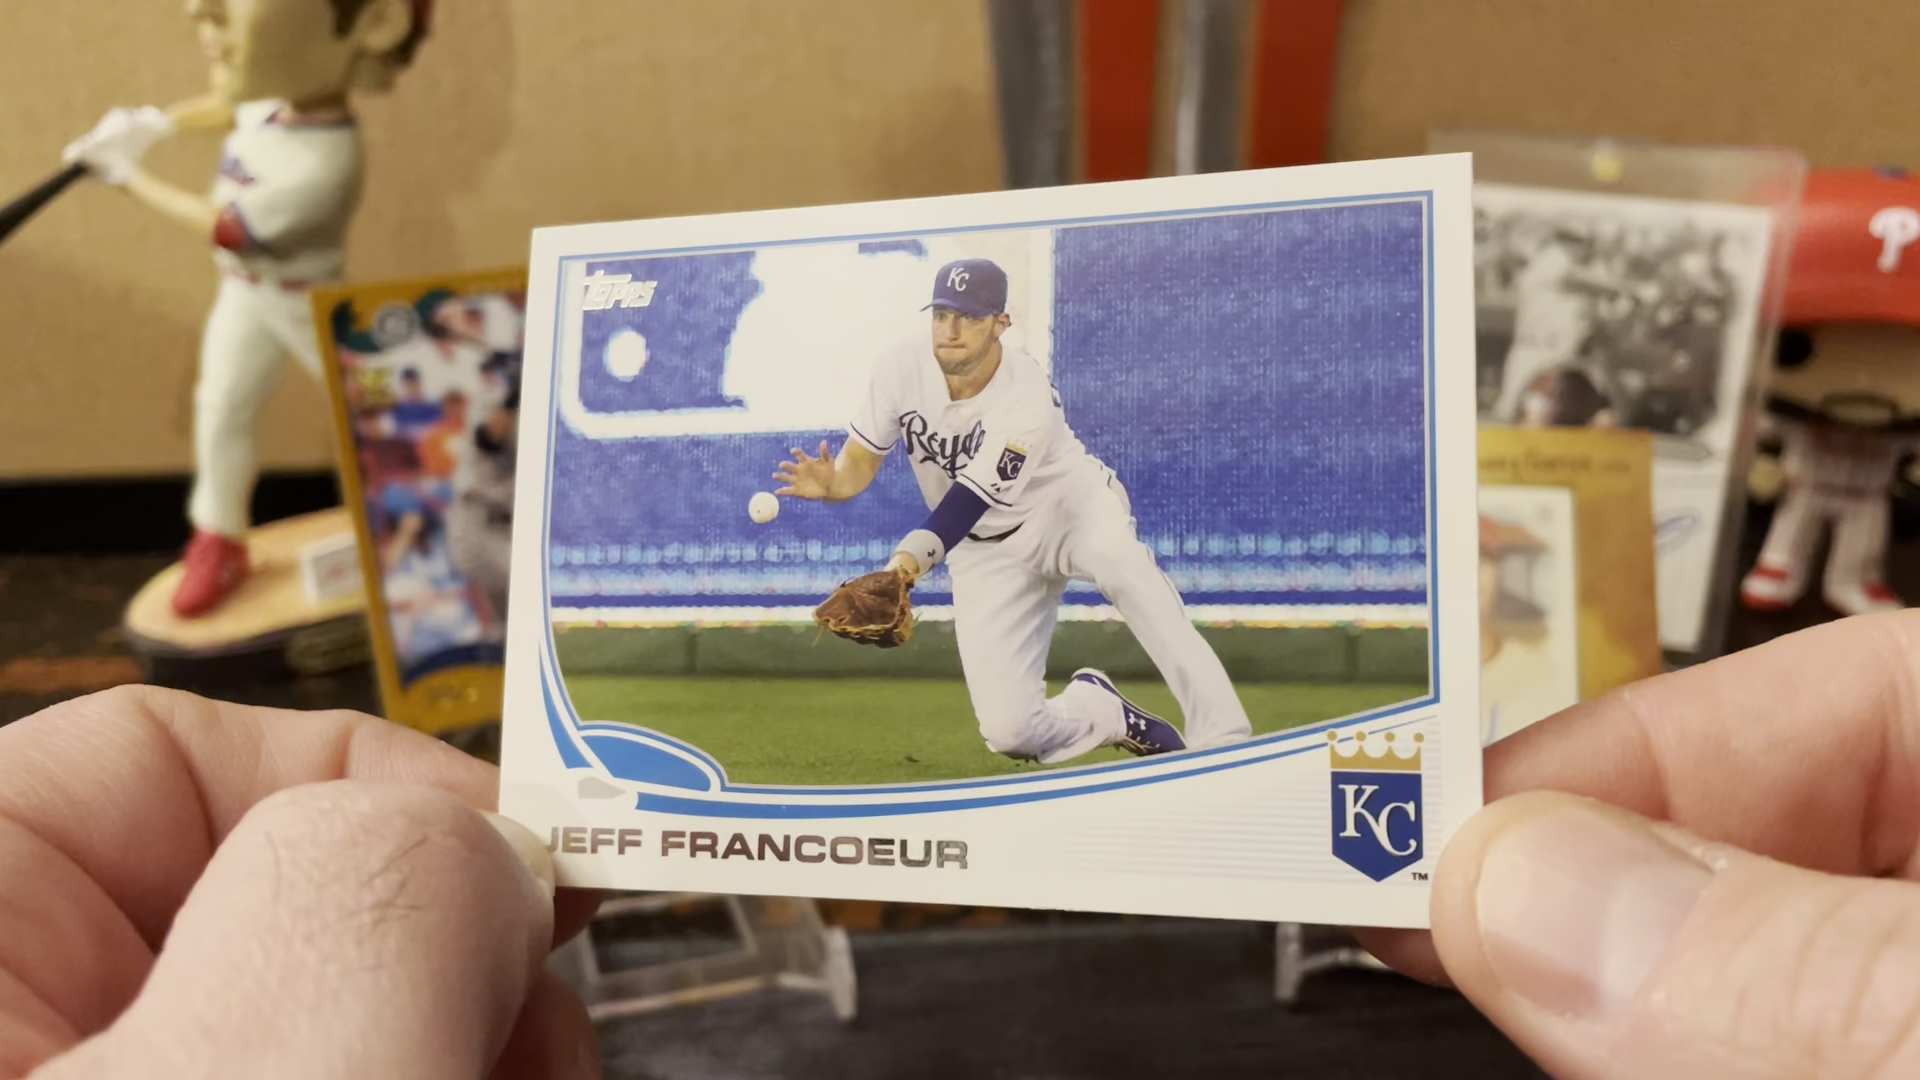 P
Topps
KC
Royals
KC
JEFF FRANCOEUR
KC
TM